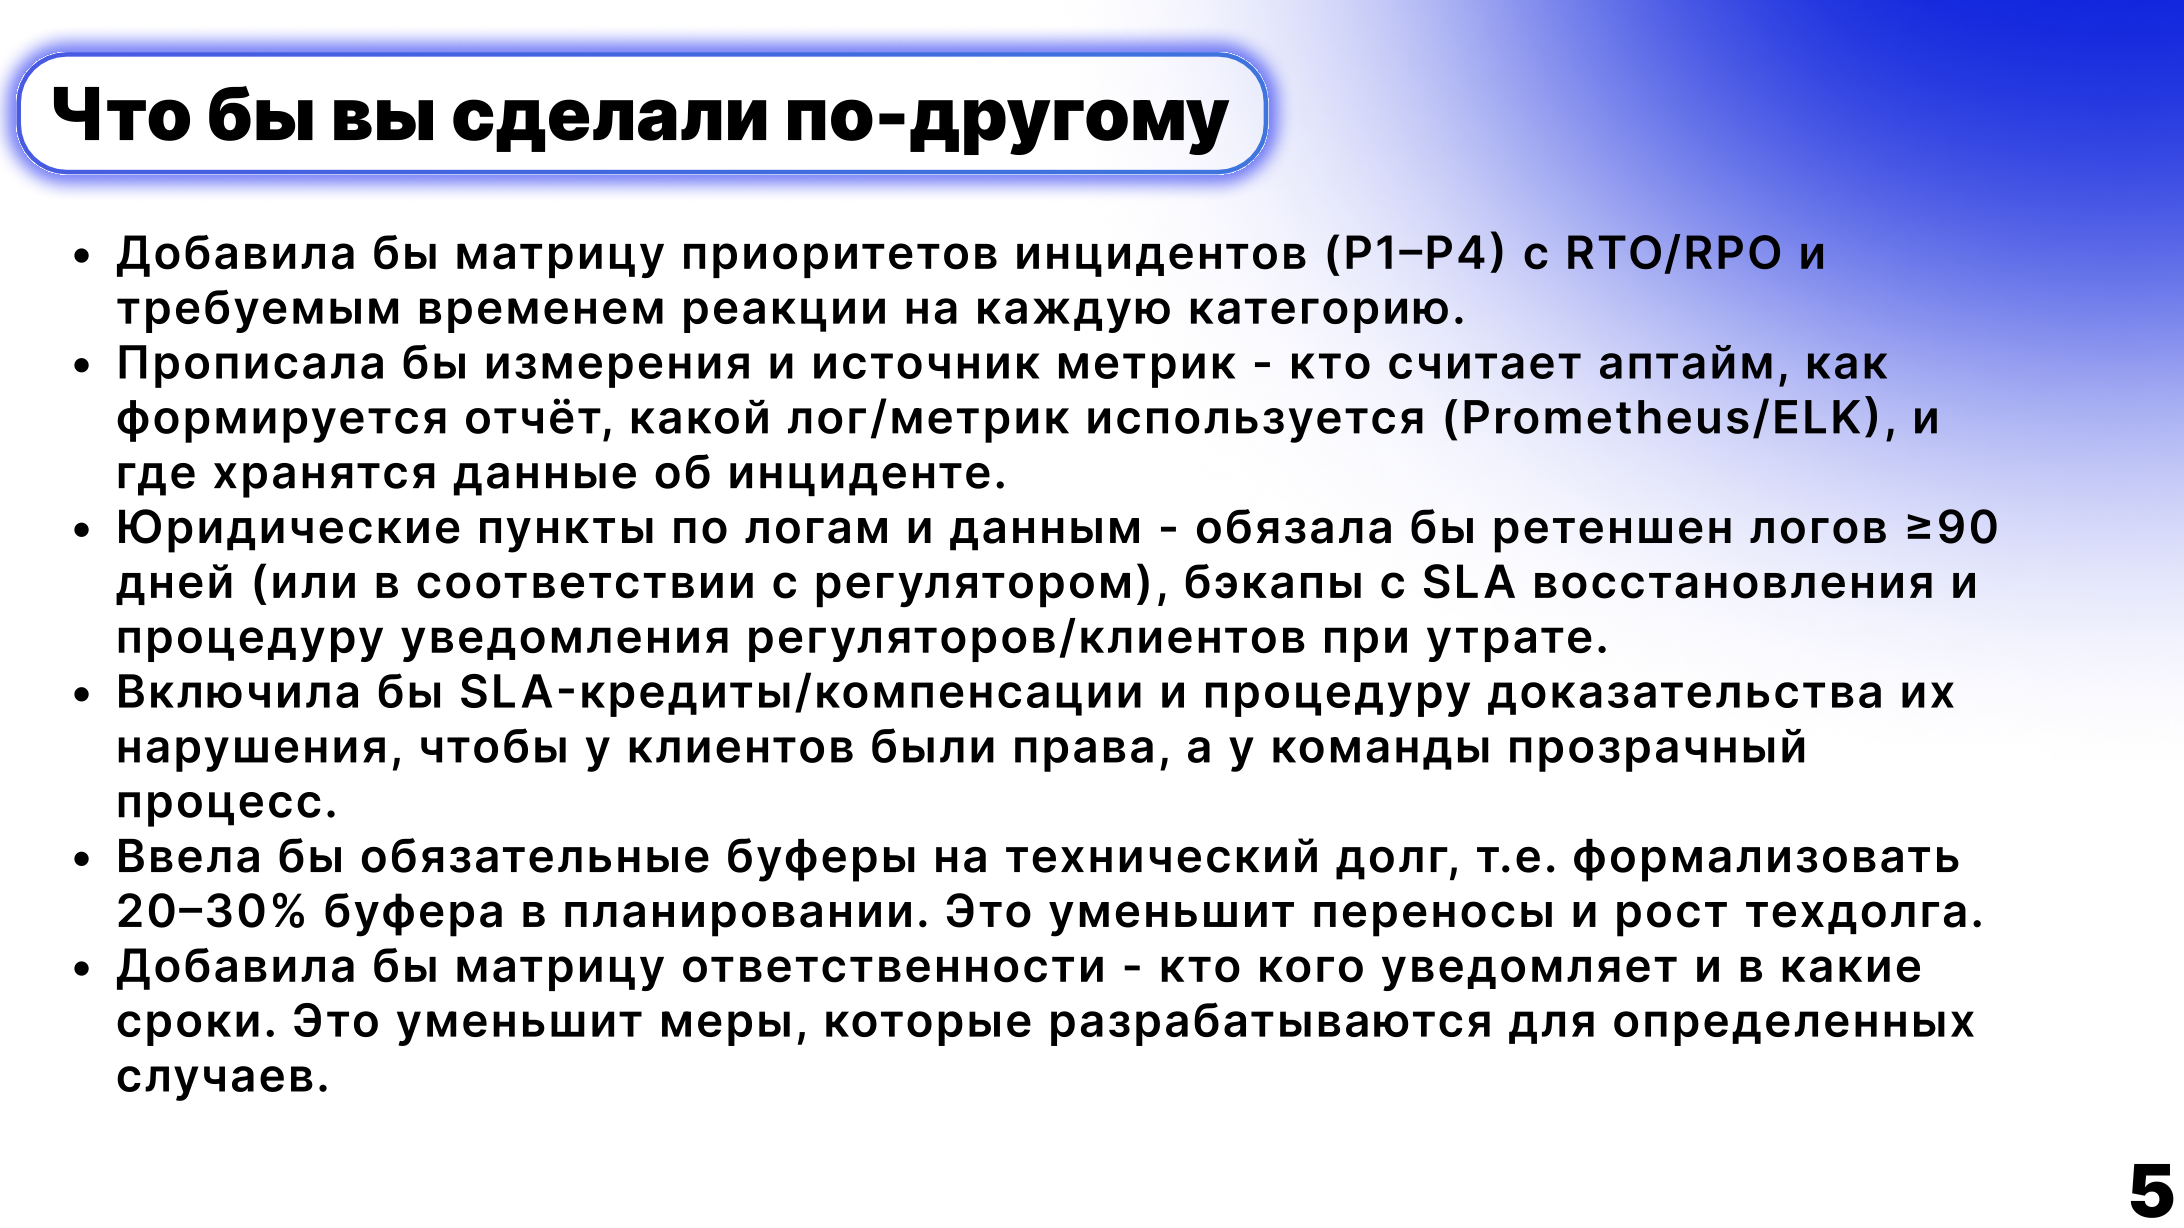 Что бы вы сделали по-другому
• Добавила бы матрицу приоритетов инцидентов (P1–P4) с RTO/RPO и
требуемым временем реакции на каждую категорию.
• Прописала бы измерения и источник метрик - кто считает аптайм, как
формируется отчёт, какой лог/метрик используется (Prometheus/ELK), и
где хранятся данные об инциденте.
• Юридические пункты по логам и данным - обязала бы ретеншен логов ≥90
дней (или в соответствии с регулятором), бэкапы с SLA восстановления и
процедуру уведомления регуляторов/клиентов при утрате.
• Включила бы SLA-кредиты/компенсации и процедуру доказательства их
нарушения, чтобы у клиентов были права, а у команды прозрачный
процесс.
• Ввела бы обязательные буферы на технический долг, т.е. формализовать
20–30% буфера в планировании. Это уменьшит переносы и рост техдолга.
• Добавила бы матрицу ответственности - кто кого уведомляет и в какие
сроки. Это уменьшит меры, которые разрабатываются для определенных
случаев.
5